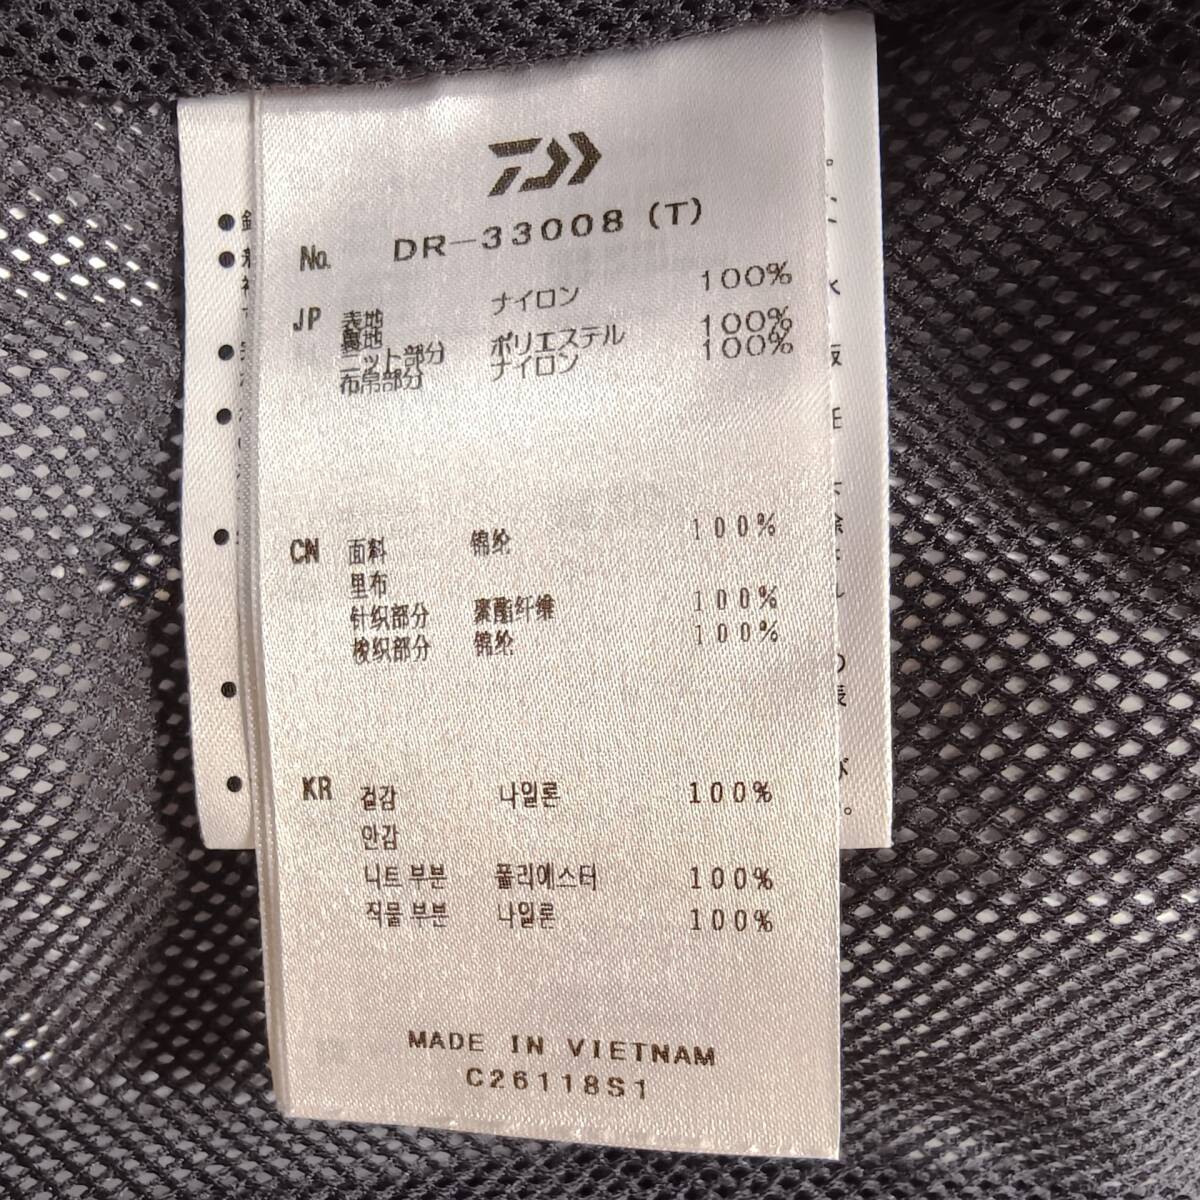 No. DR-33008 (T)
JP 表地 ナイロン 100%
裏地
ニット部分 ポリエステル 100%
布帛部分 ナイロン 100%
CN 面料 锦纶 100%
里布
针织部分 聚酯纤维 100%
梭织部分 锦纶 100%
KR 겉감 나일론 100%
안감
니트 부분 폴리에스터 100%
직물 부분 나일론 100%
MADE IN VIETNAM
C26118S1